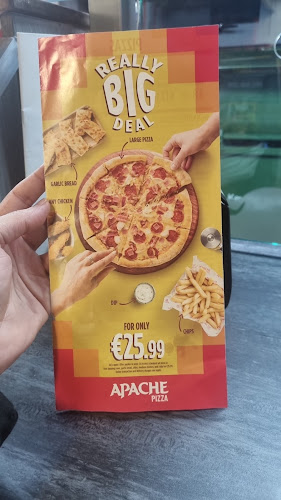 REALLY
BIG
DEAL
LARGE PIZZA
GARLIC BREAD
CHICKEN
DIP
CHIPS
FOR ONLY
€25.99
APACHE
PIZZA